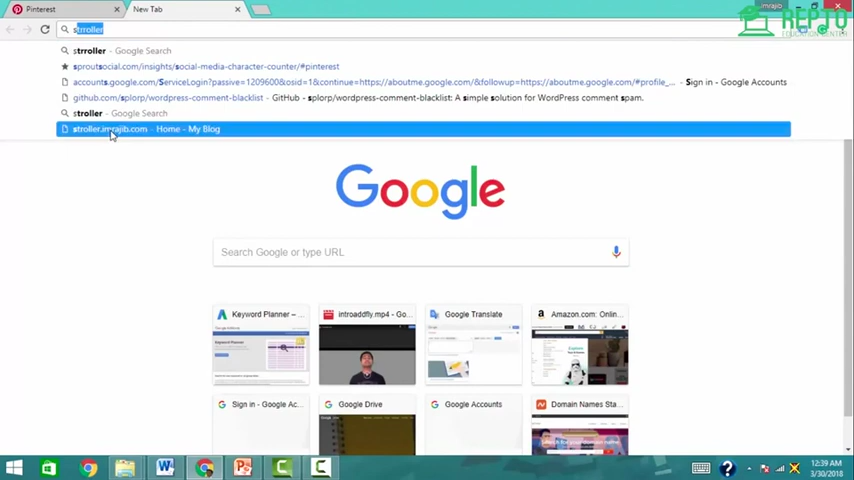 Pinterest
New Tab
imrajib
REPTO
EDUCATION CENTER
strroller
strroller - Google Search
sproutsocial.com/insights/social-media-character-counter/#pinterest
accounts.google.com/ServiceLogin?passive=1209600&osid=1&continue=https://aboutme.google.com/&followup=https://aboutme.google.com/#profile_... - Sign in - Google Accounts
github.com/splorp/wordpress-comment-blacklist - GitHub - splorp/wordpress-comment-blacklist: A simple solution for WordPress comment spam.
stroller - Google Search
stroller.imrajib.com - Home - My Blog
Google
Search Google or type URL
Keyword Planner – ...
introaddfly.mp4 - Go...
Google Translate
Amazon.com: Onlin...
Sign in - Google Ac...
Google Drive
Google Accounts
Domain Names Sta...
12:39 AM
3/30/2018